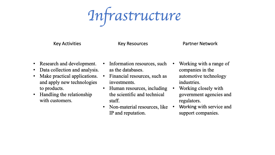 Infrastructure
Key Activities
• Research and development.
• Data collection and analysis.
• Make practical applications
and apply new technologies
to products.
• Handling the relationship
with customers.
Key Resources
• Information resources, such
as the databases.
• Financial resources, such as
investments.
• Human resources, including
the scientific and technical
staff.
• Non-material resources, like
IP and reputation.
Partner Network
• Working with a range of
companies in the
automotive technology
industries.
• Working closely with
government agencies and
regulators.
• Working with service and
support companies.